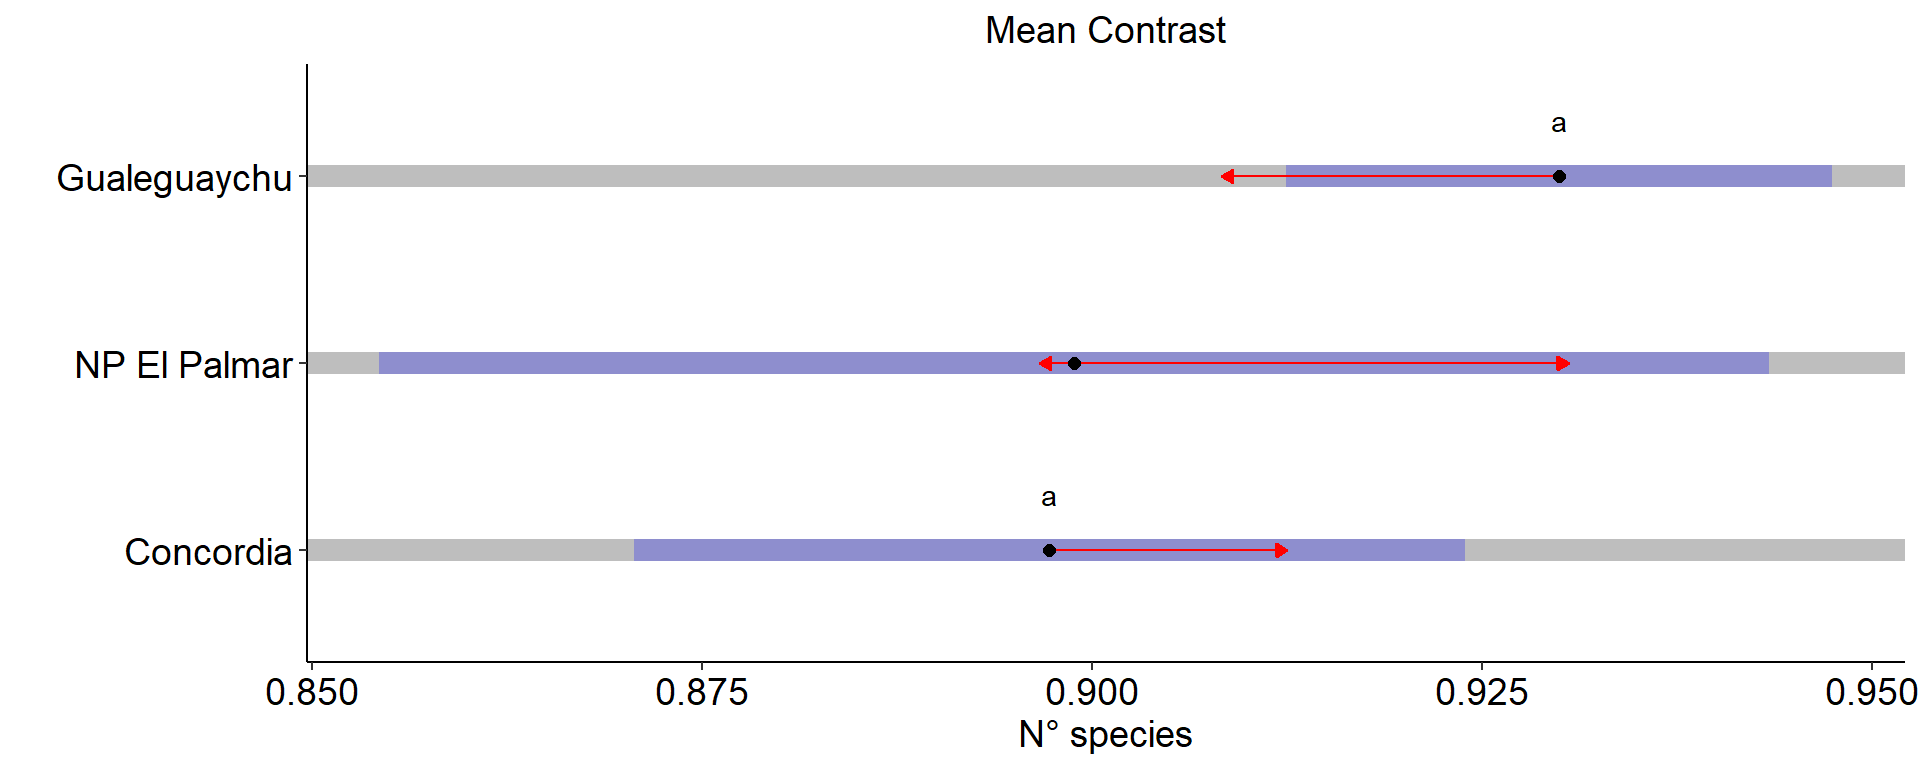 Mean Contrast
a
Gualeguaychu
NP El Palmar
a
Concordia
0.850 0.875 0.900 0.925 0.950
N° species